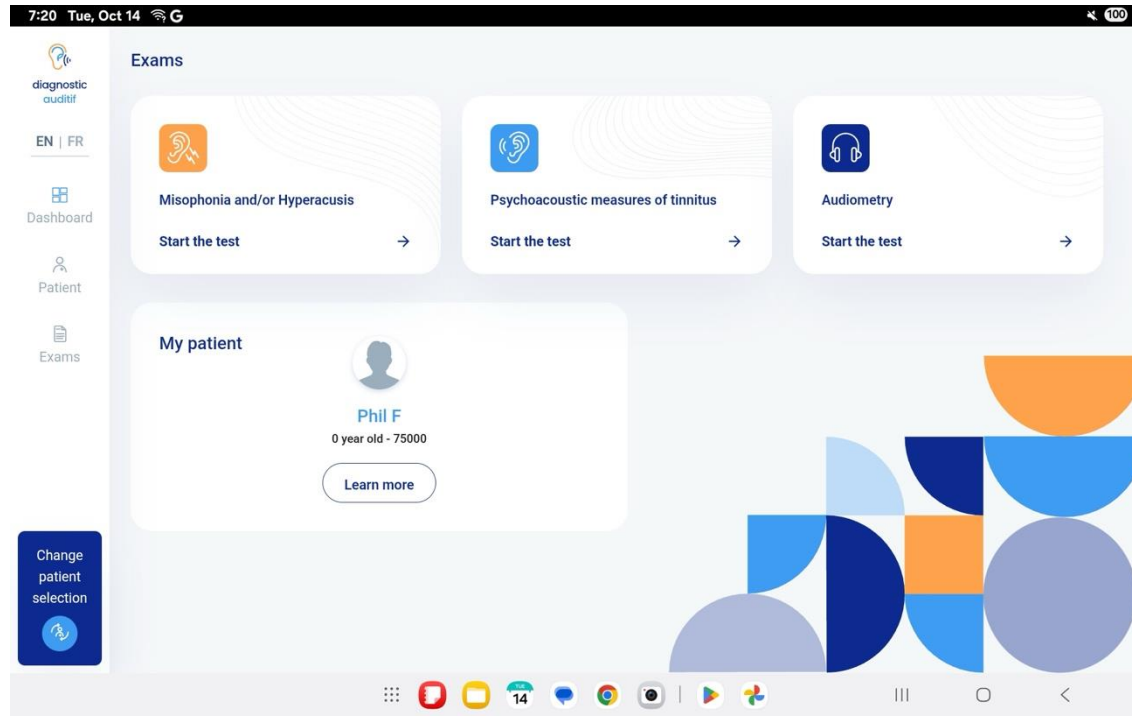 7:20 Tue, Oct 14 G
100
diagnostic
auditif
EN | FR
Dashboard
Patient
Exams
Change
patient
selection
Exams
Misophonia and/or Hyperacusis
Start the test
Psychoacoustic measures of tinnitus
Start the test
Audiometry
Start the test
My patient
Phil F
0 year old - 75000
Learn more
TUE
14